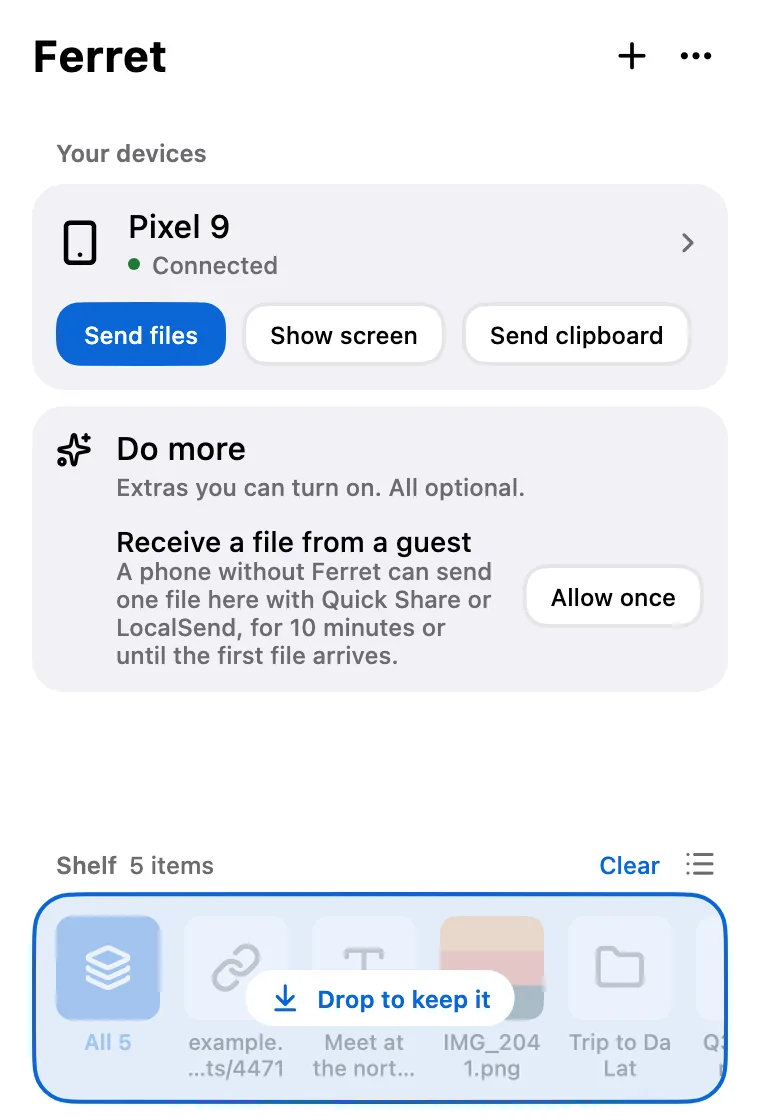 Ferret
Your devices
Pixel 9
Connected
Send files
Show screen
Send clipboard
Do more
Extras you can turn on. All optional.
Receive a file from a guest
A phone without Ferret can send
one file here with Quick Share or
LocalSend, for 10 minutes or
until the first file arrives.
Allow once
Shelf 5 items
Clear
Drop to keep it
All 5
example.
...ts/4471
Meet at
the nort...
IMG_204
1.png
Trip to Da
Lat